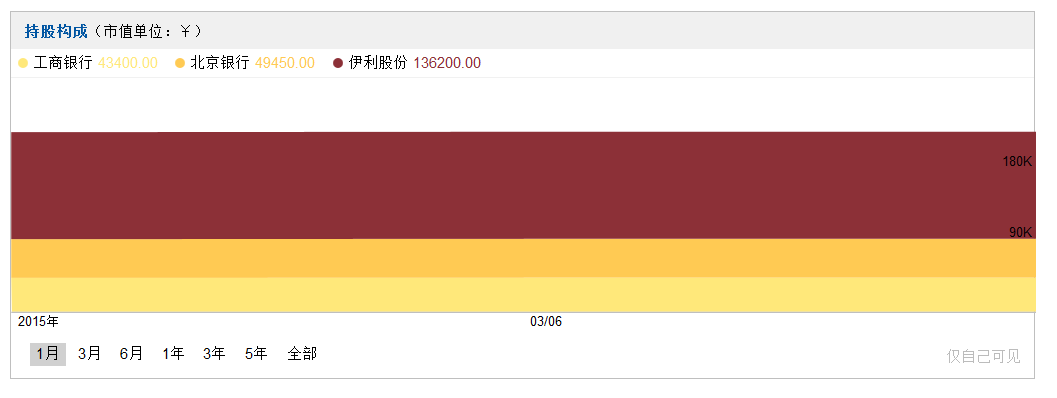 持股构成（市值单位：￥）
工商银行 43400.00 北京银行 49450.00 伊利股份 136200.00
180K
90K
2015年 03/06
1月 3月 6月 1年 3年 5年 全部
仅自己可见